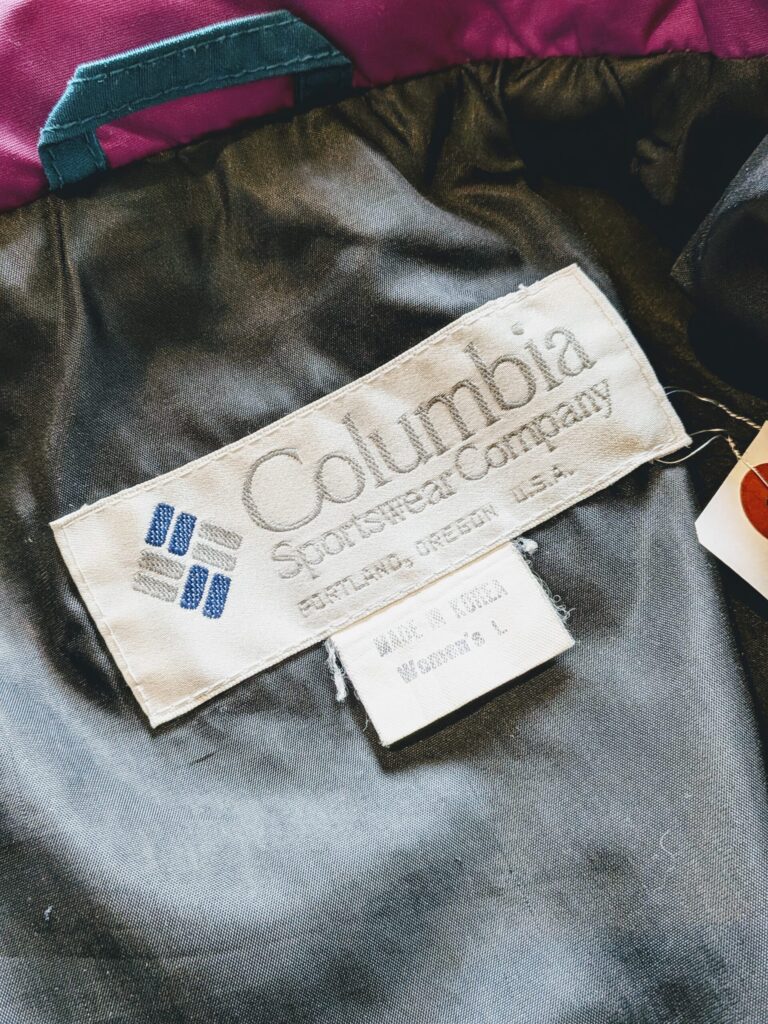 Columbia
Sportswear Company
PORTLAND, OREGON U.S.A.
MADE IN KOREA
Women's L